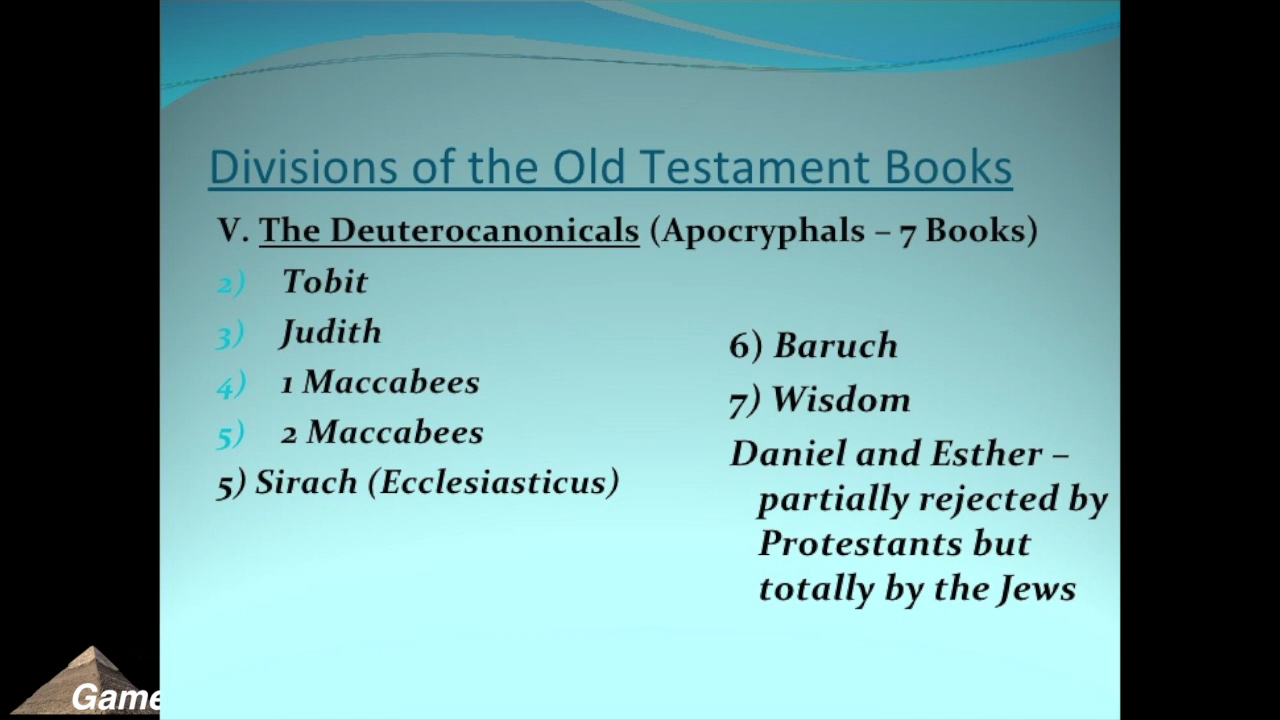 Divisions of the Old Testament Books
V. The Deuterocanonicals (Apocryphals – 7 Books)
2) Tobit
3) Judith
4) 1 Maccabees
5) 2 Maccabees
5) Sirach (Ecclesiasticus)
6) Baruch
7) Wisdom
Daniel and Esther –
partially rejected by
Protestants but
totally by the Jews
Game